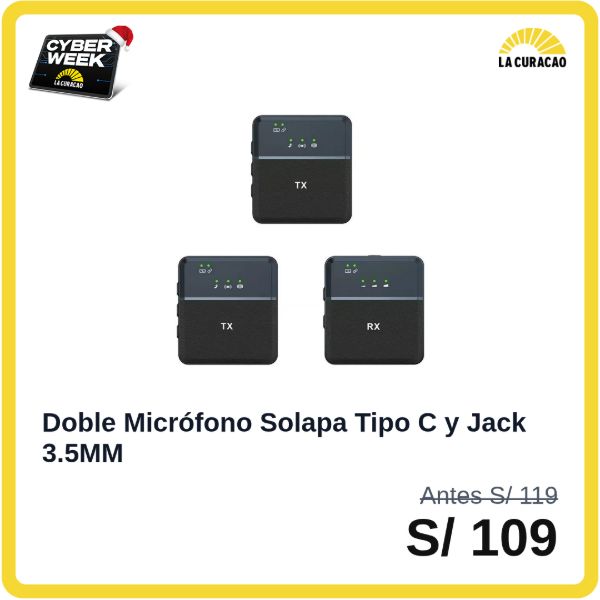 CYBER
WEEK
LA CURACAO
LA CURACAO
TX
TX
RX
Doble Micrófono Solapa Tipo C y Jack
3.5MM
Antes S/ 119
S/ 109